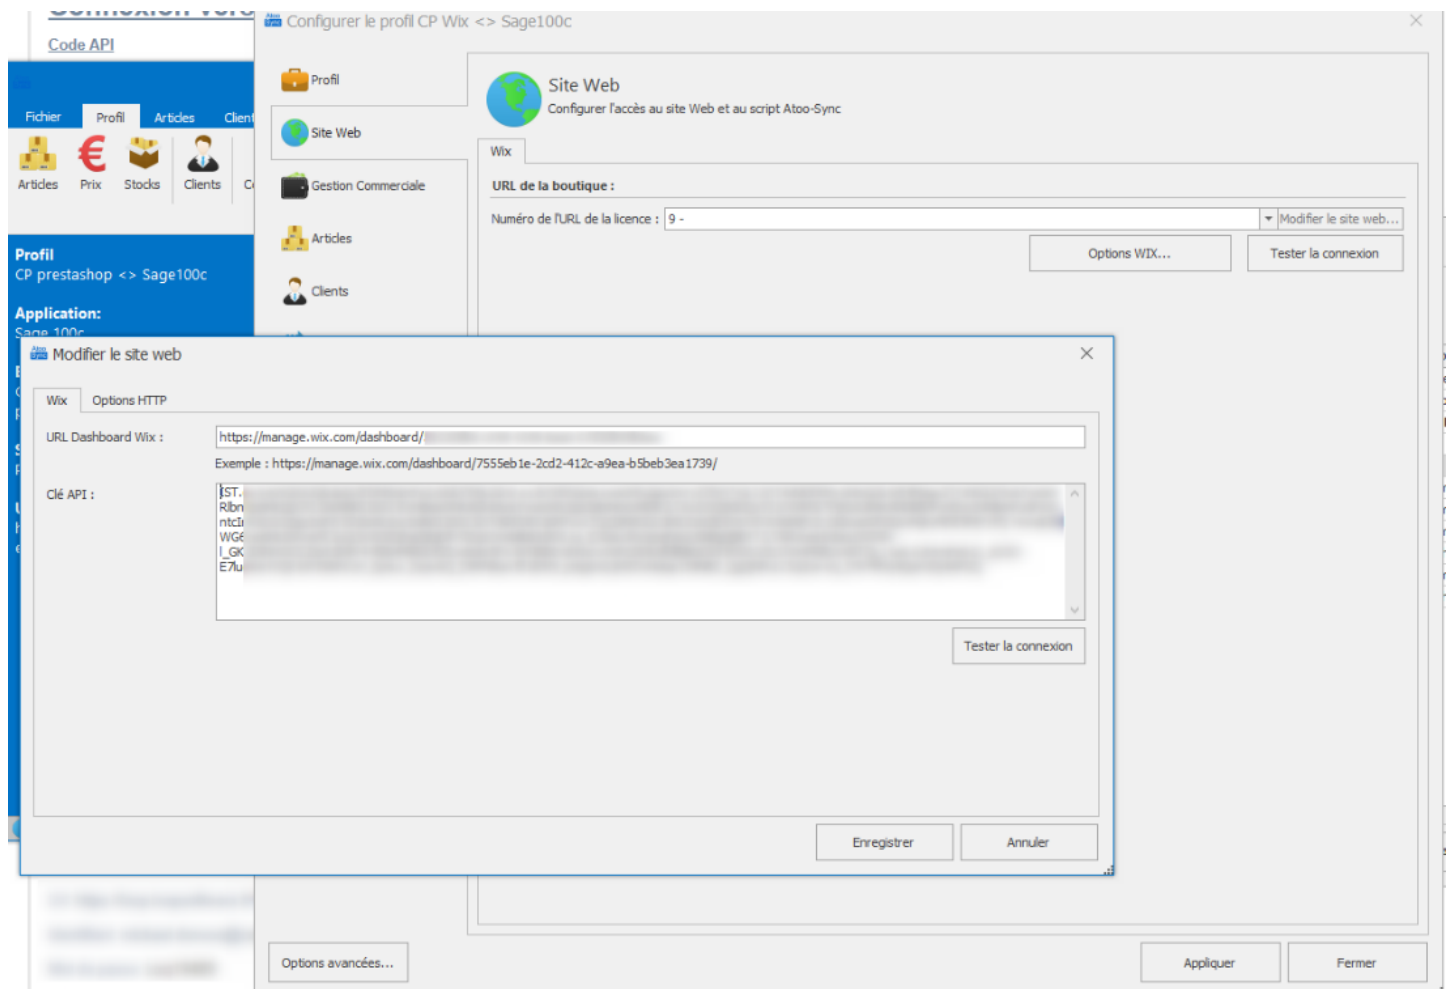 Code API
Fichier
Profil
Articles
Articles
Prix
Stocks
Clients
Profil
CP prestashop <> Sage100c
Application:
Sage 100c
Configurer le profil CP Wix <> Sage100c
Profil
Site Web
Gestion Commerciale
Articles
Clients
Site Web
Configurer l'accès au site Web et au script Atoo-Sync
Wix
URL de la boutique :
Numéro de l'URL de la licence : 9 - Modifier le site web...
Options WIX...
Tester la connexion
Modifier le site web
Wix
Options HTTP
URL Dashboard Wix : https://manage.wix.com/dashboard/
Exemple : https://manage.wix.com/dashboard/7555eb1e-2cd2-412c-a9ea-b5beb3ea1739/
Clé API :
Tester la connexion
Enregistrer
Annuler
Options avancées...
Appliquer
Fermer